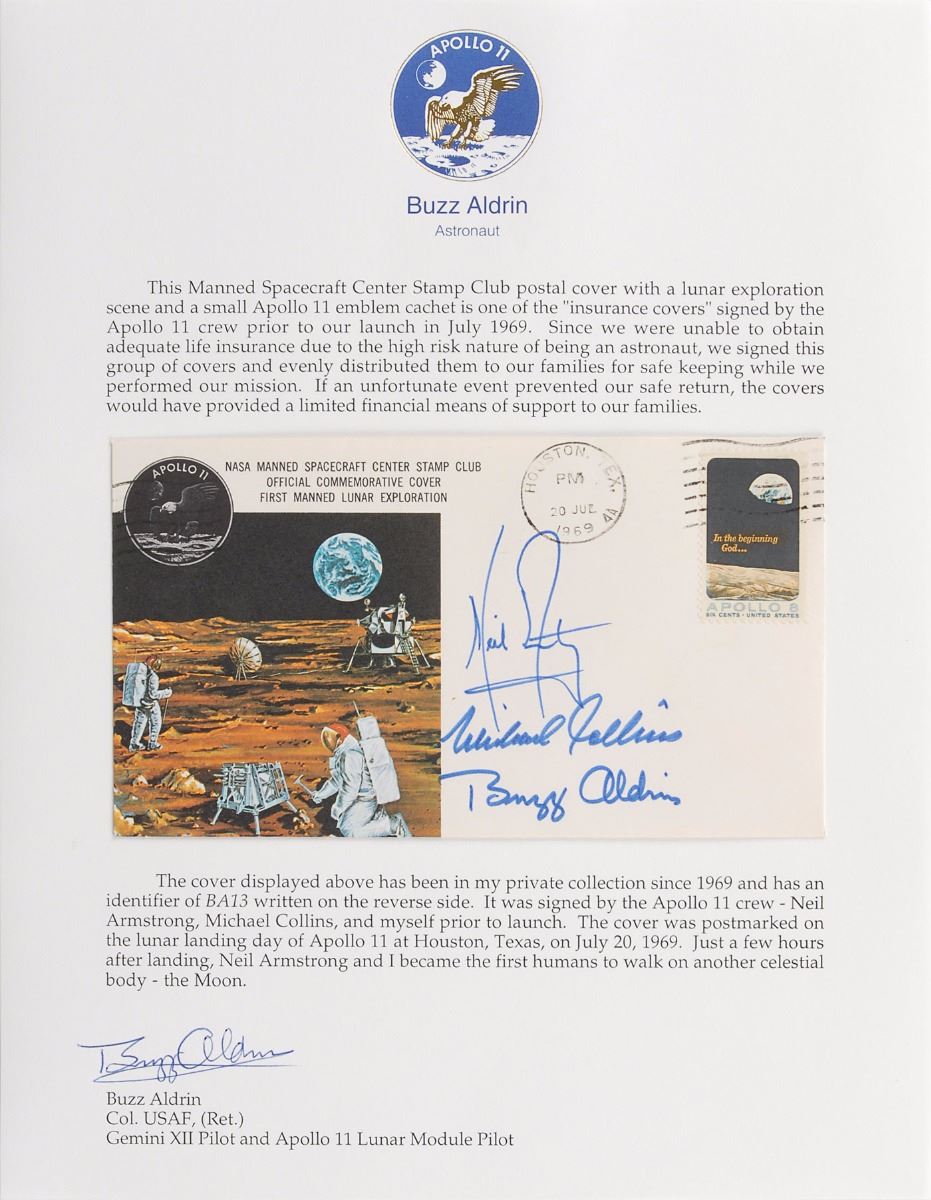 APOLLO 11
Buzz Aldrin
Astronaut
This Manned Spacecraft Center Stamp Club postal cover with a lunar exploration
scene and a small Apollo 11 emblem cachet is one of the "insurance covers" signed by the
Apollo 11 crew prior to our launch in July 1969. Since we were unable to obtain
adequate life insurance due to the high risk nature of being an astronaut, we signed this
group of covers and evenly distributed them to our families for safe keeping while we
performed our mission. If an unfortunate event prevented our safe return, the covers
would have provided a limited financial means of support to our families.
APOLLO 11
NASA MANNED SPACECRAFT CENTER STAMP CLUB
OFFICIAL COMMEMORATIVE COVER
FIRST MANNED LUNAR EXPLORATION
HOUSTON, TEX.
PM
20 JUL
1969
4A
In the beginning
God...
APOLLO 8
SIX CENTS · UNITED STATES
Neil Armstrong
Michael Collins
Buzz Aldrin
The cover displayed above has been in my private collection since 1969 and has an
identifier of BA13 written on the reverse side. It was signed by the Apollo 11 crew - Neil
Armstrong, Michael Collins, and myself prior to launch. The cover was postmarked on
the lunar landing day of Apollo 11 at Houston, Texas, on July 20, 1969. Just a few hours
after landing, Neil Armstrong and I became the first humans to walk on another celestial
body - the Moon.
Buzz Aldrin
Buzz Aldrin
Col. USAF, (Ret.)
Gemini XII Pilot and Apollo 11 Lunar Module Pilot